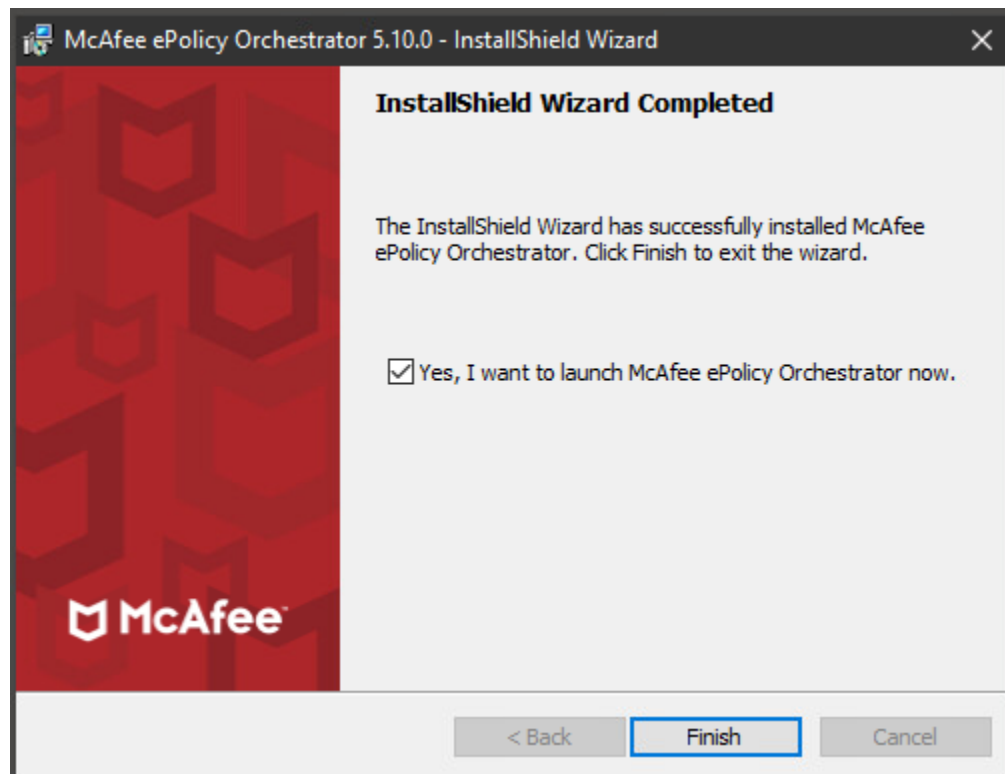 McAfee ePolicy Orchestrator 5.10.0 - InstallShield Wizard
InstallShield Wizard Completed
The InstallShield Wizard has successfully installed McAfee
ePolicy Orchestrator. Click Finish to exit the wizard.
Yes, I want to launch McAfee ePolicy Orchestrator now.
McAfee™
< Back
Finish
Cancel